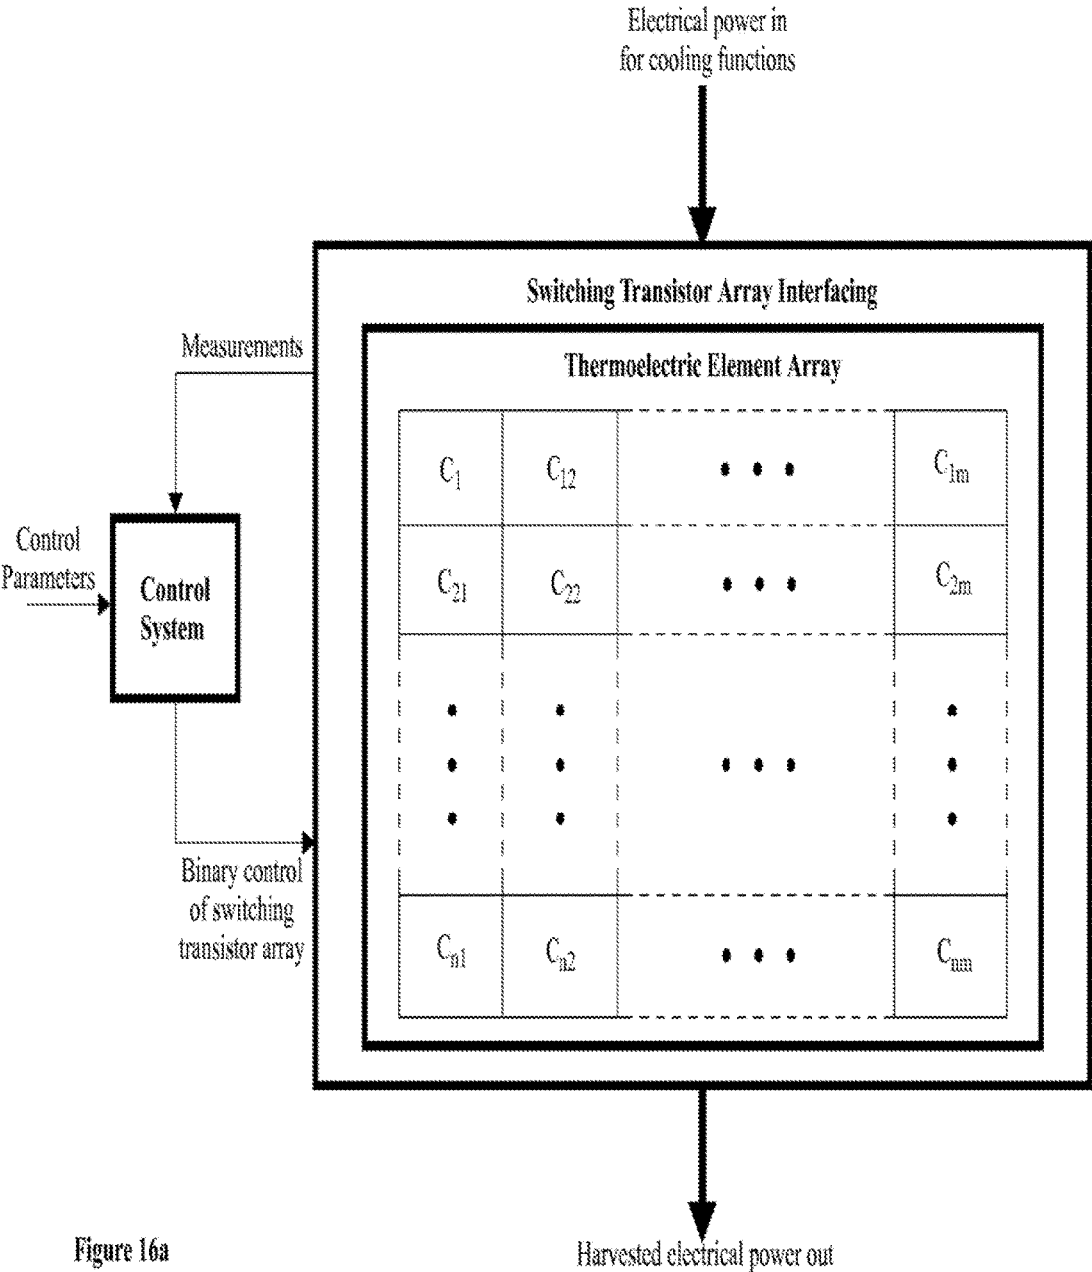 Electrical power in
for cooling functions
Switching Transistor Array Interfacing
Measurements
Thermoelectric Element Array
C1 C12 • • • C1m
Control
Parameters
Control
System
C21 C22 • • • C2m
• • • • • •
Binary control
of switching
transistor array
Cn1 Cn2 • • • Cnm
Figure 16a
Harvested electrical power out